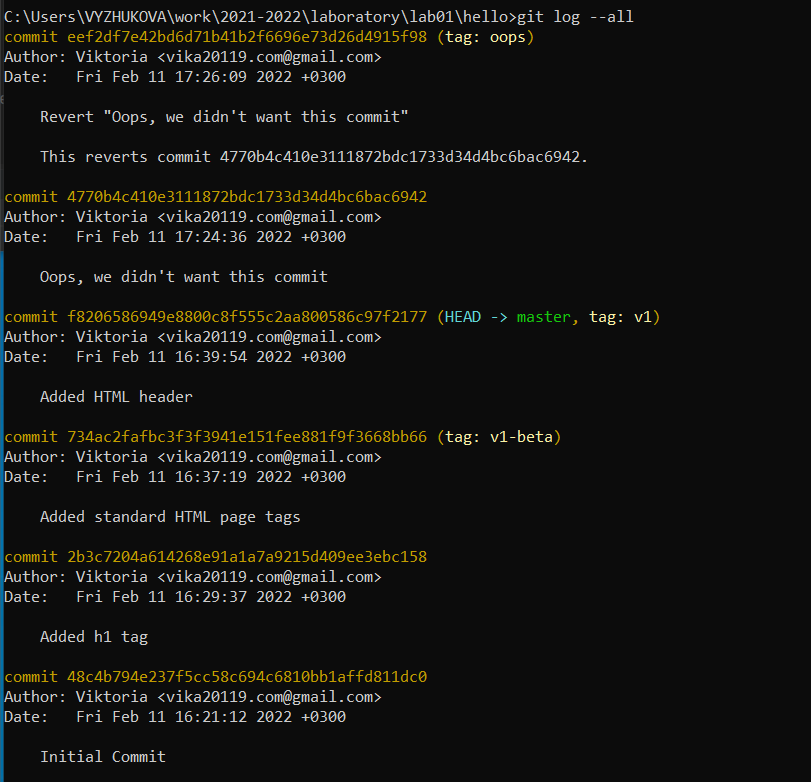 C:\Users\VYZHUKOVA\work\2021-2022\laboratory\lab01\hello>git log --all
commit eef2df7e42bd6d71b41b2f6696e73d26d4915f98 (tag: oops)
Author: Viktoria <vika20119.com@gmail.com>
Date:   Fri Feb 11 17:26:09 2022 +0300
    Revert "Oops, we didn't want this commit"
    This reverts commit 4770b4c410e3111872bdc1733d34d4bc6bac6942.
commit 4770b4c410e3111872bdc1733d34d4bc6bac6942
Author: Viktoria <vika20119.com@gmail.com>
Date:   Fri Feb 11 17:24:36 2022 +0300
    Oops, we didn't want this commit
commit f8206586949e8800c8f555c2aa800586c97f2177 (HEAD -> master, tag: v1)
Author: Viktoria <vika20119.com@gmail.com>
Date:   Fri Feb 11 16:39:54 2022 +0300
    Added HTML header
commit 734ac2fafbc3f3f3941e151fee881f9f3668bb66 (tag: v1-beta)
Author: Viktoria <vika20119.com@gmail.com>
Date:   Fri Feb 11 16:37:19 2022 +0300
    Added standard HTML page tags
commit 2b3c7204a614268e91a1a7a9215d409ee3ebc158
Author: Viktoria <vika20119.com@gmail.com>
Date:   Fri Feb 11 16:29:37 2022 +0300
    Added h1 tag
commit 48c4b794e237f5cc58c694c6810bb1affd811dc0
Author: Viktoria <vika20119.com@gmail.com>
Date:   Fri Feb 11 16:21:12 2022 +0300
    Initial Commit